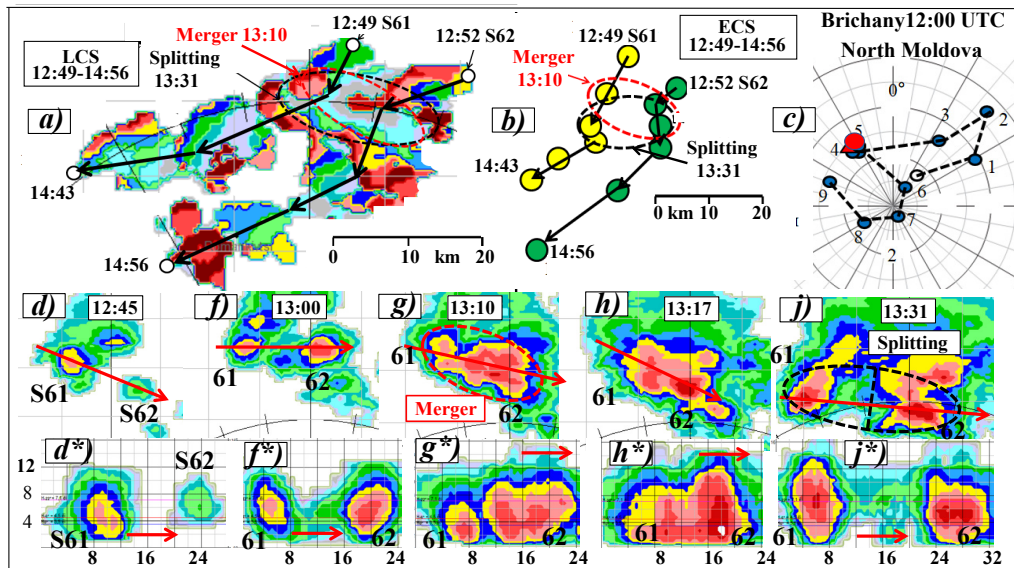 LCS
12:49-14:56
Merger 13:10
12:49 S61
12:52 S62
Splitting
13:31
a)
14:43
14:56
0 km 10 20
12:49 S61
ECS
12:49-14:56
Merger
13:10
12:52 S62
b)
Splitting
13:31
14:43
0 km 10 20
14:56
Brichany12:00 UTC
North Moldova
0°
c)
1
2
3
4
5
6
7
8
9
2
d) 12:45
S61
S62
f) 13:00
61
62
g) 13:10
61
Merger
62
h) 13:17
61
62
j) 13:31
Splitting
61
62
d*)
S62
12
8
4
S61
8 16 24
f*)
61
62
8 16 24
g*)
61
62
8 16 24
h*)
61
62
8 16 24
j*)
61
62
8 16 24 32